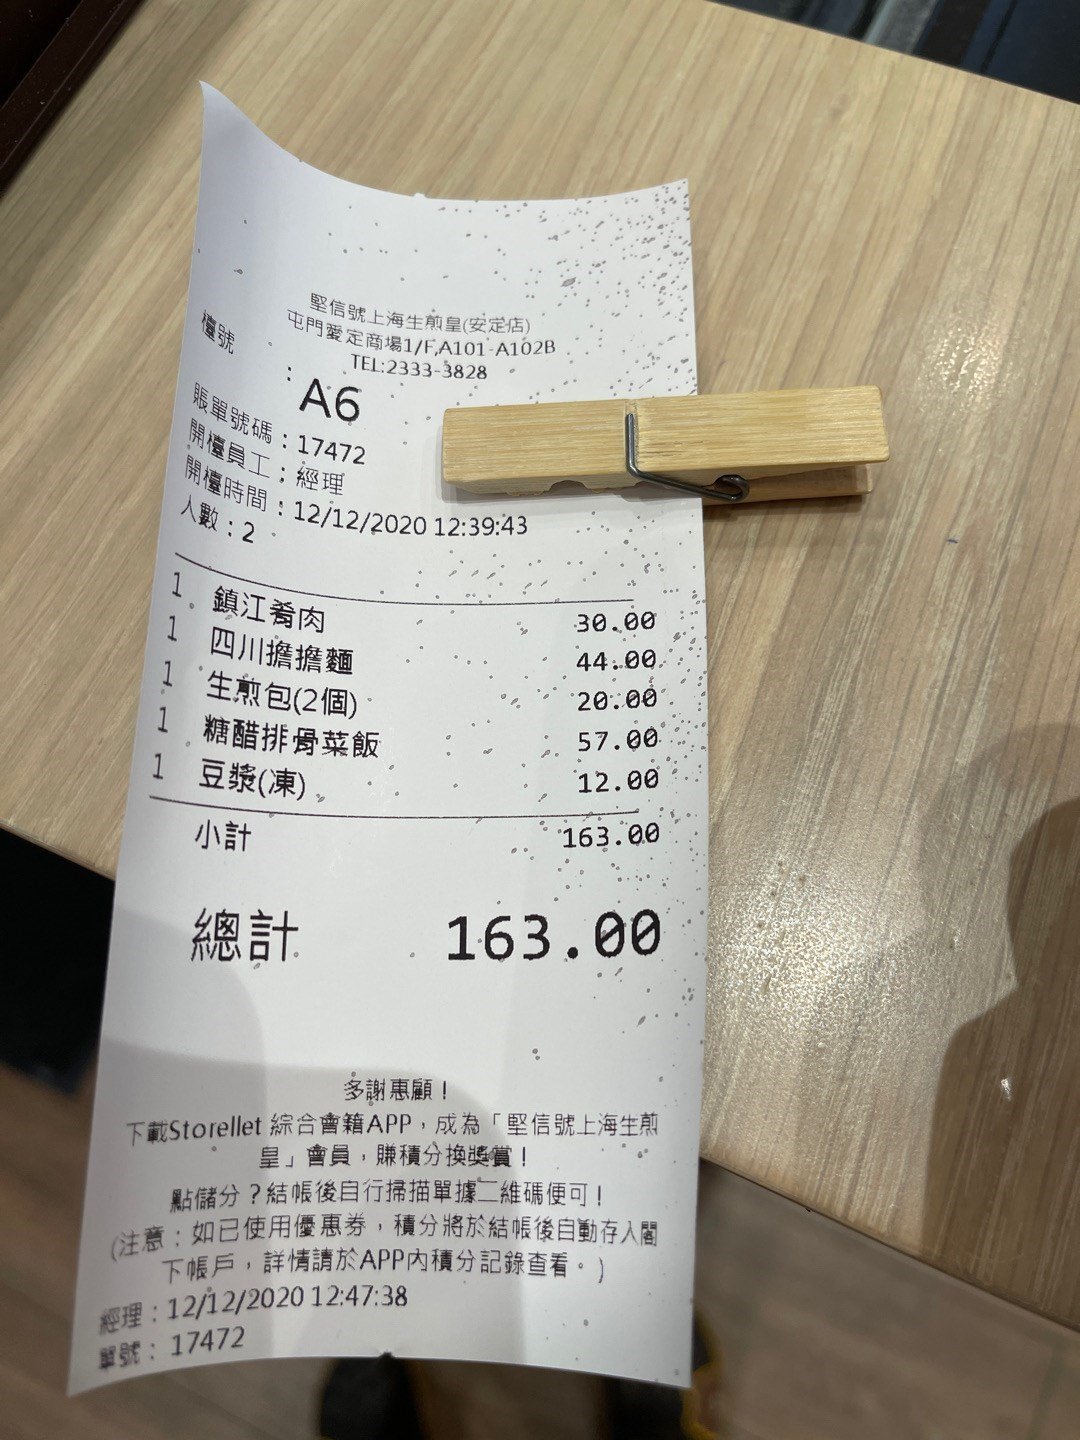 堅信號上海生煎皇(安定店)
屯門愛定商場1/F,A101-A102B
TEL:2333-3828
檯號 : A6
賬單號碼 : 17472
開檯員工 : 經理
開檯時間 : 12/12/2020 12:39:43
人數 : 2
1 鎮江肴肉 30.00
1 四川擔擔麵 44.00
1 生煎包(2個) 20.00
1 糖醋排骨菜飯 57.00
1 豆漿(凍) 12.00
小計 163.00
總計 163.00
多謝惠顧！
下載Storellet 綜合會籍APP，成為「堅信號上海生煎
皇」會員，賺積分換獎賞！
點儲分？結帳後自行掃描單據二維碼便可！
(注意：如已使用優惠券，積分將於結帳後自動存入閣
下帳戶，詳情請於APP內積分記錄查看。)
經理 : 12/12/2020 12:47:38
單號 : 17472